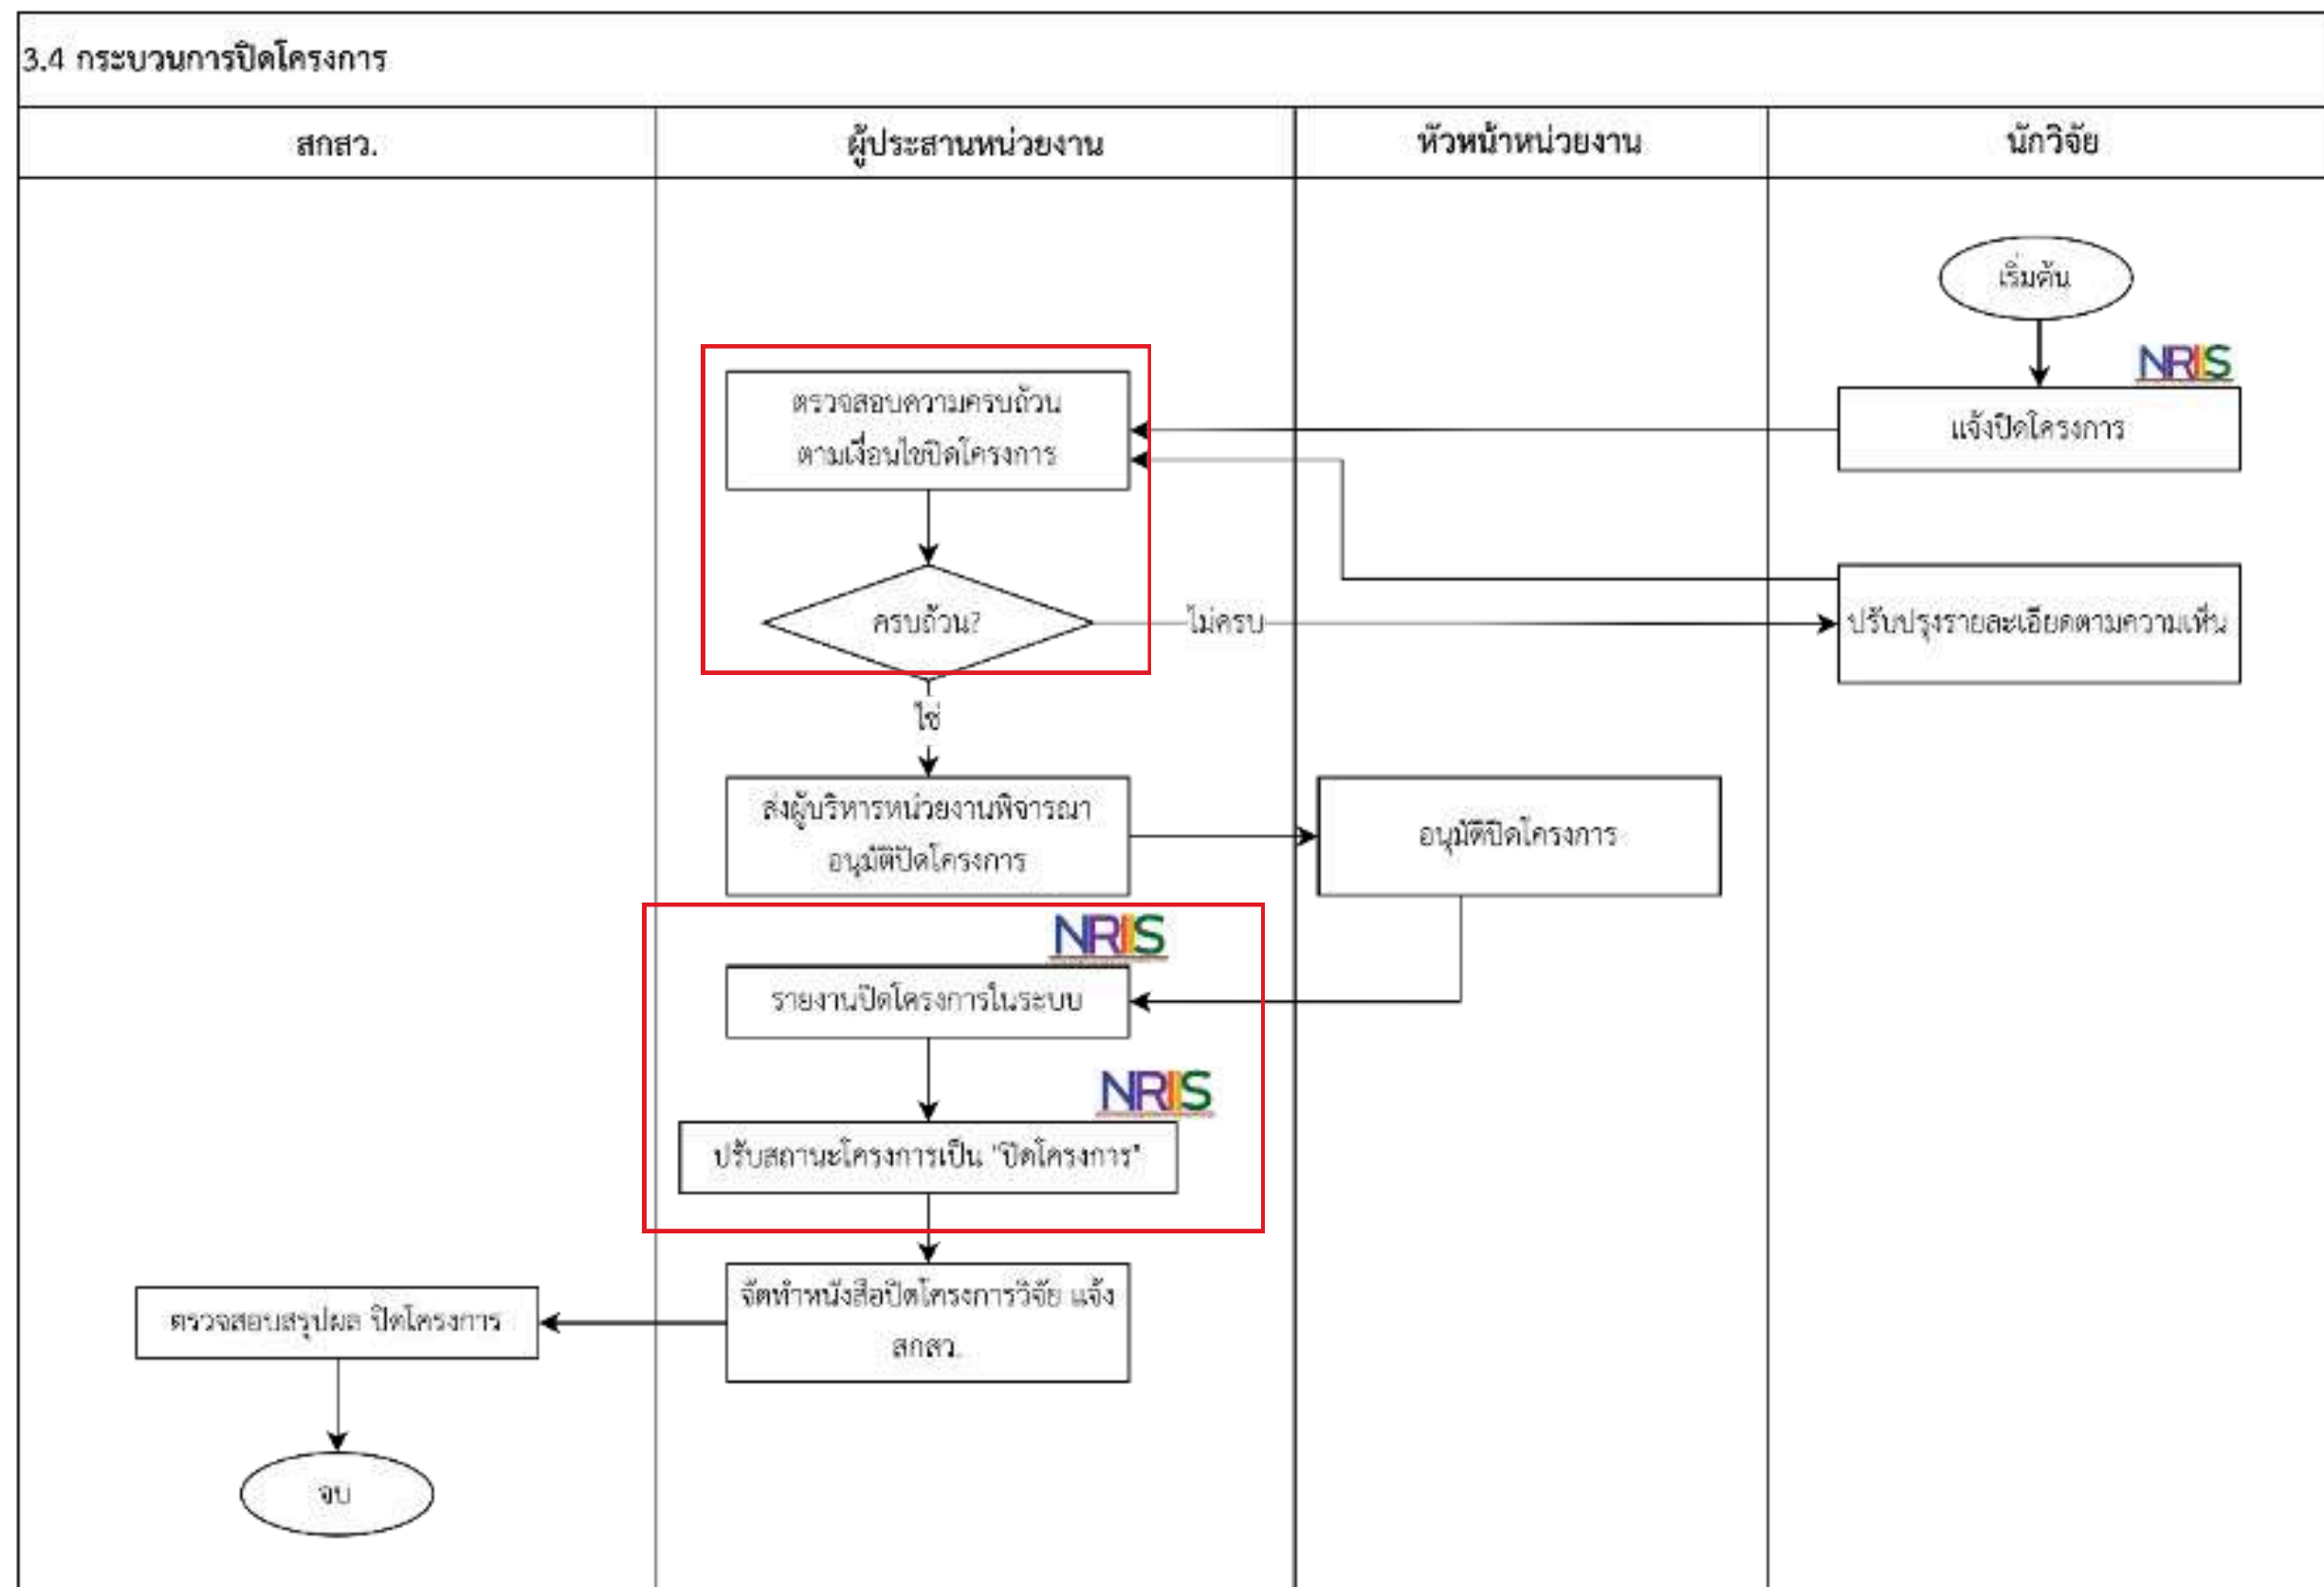 3.4 กระบวนการปิดโครงการ
สกสว.
ผู้ประสานหน่วยงาน
หัวหน้าหน่วยงาน
นักวิจัย
เริ่มต้น
NRIIS
แจ้งปิดโครงการ
ตรวจสอบความครบถ้วน
ตามเงื่อนไขปิดโครงการ
ครบถ้วน?
ไม่ครบ
ปรับปรุงรายละเอียดตามความเห็น
ใช่
ส่งผู้บริหารหน่วยงานพิจารณา
อนุมัติปิดโครงการ
อนุมัติปิดโครงการ
NRIIS
รายงานปิดโครงการในระบบ
NRIIS
ปรับสถานะโครงการเป็น "ปิดโครงการ"
จัดทำหนังสือปิดโครงการวิจัย แจ้ง
สกสว.
ตรวจสอบสรุปผล ปิดโครงการ
จบ